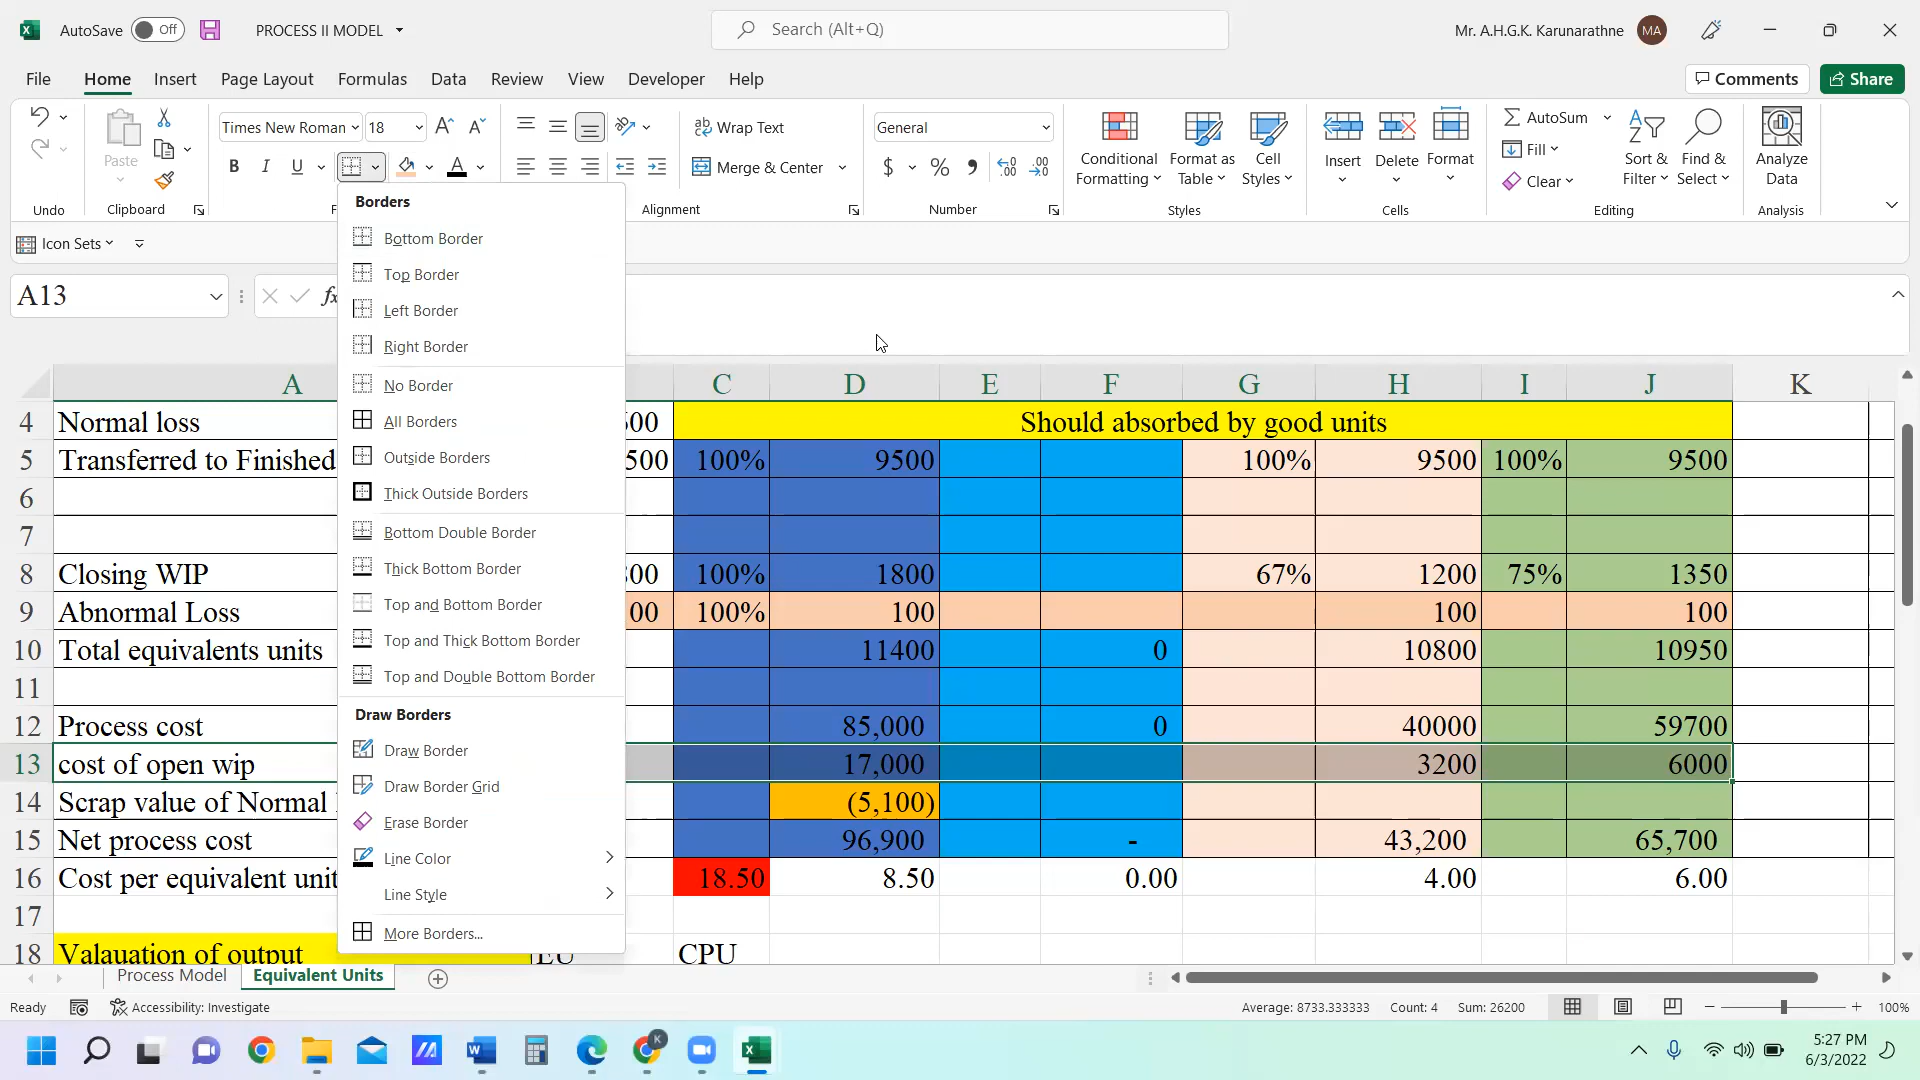 AutoSave Off PROCESS II MODEL Search (Alt+Q) Mr. A.H.G.K. Karunarathne MA
File Home Insert Page Layout Formulas Data Review View Developer Help Comments Share
Times New Roman 18 Wrap Text General AutoSum
Paste B I U Merge & Center $ % Conditional Formatting Format as Table Cell Styles Insert Delete Format Fill Clear Sort & Filter Find & Select Analyze Data
Undo Clipboard Alignment Number Styles Cells Editing Analysis
Icon Sets
A13 fx
Borders
Bottom Border
Top Border
Left Border
Right Border
No Border
All Borders
Outside Borders
Thick Outside Borders
Bottom Double Border
Thick Bottom Border
Top and Bottom Border
Top and Thick Bottom Border
Top and Double Bottom Border
Draw Borders
Draw Border
Draw Border Grid
Erase Border
Line Color
Line Style
More Borders...
A C D E F G H I J K
4 Normal loss 00 Should absorbed by good units
5 Transferred to Finished 500 100% 9500 100% 9500 100% 9500
6
7
8 Closing WIP 00 100% 1800 67% 1200 75% 1350
9 Abnormal Loss 00 100% 100 100 100
10 Total equivalents units 11400 0 10800 10950
11
12 Process cost 85,000 0 40000 59700
13 cost of open wip 17,000 3200 6000
14 Scrap value of Normal (5,100)
15 Net process cost 96,900 - 43,200 65,700
16 Cost per equivalent unit 18.50 8.50 0.00 4.00 6.00
17
18 Valauation of output EU CPU
Process Model Equivalent Units
Ready Accessibility: Investigate Average: 8733.333333 Count: 4 Sum: 26200 100%
5:27 PM
6/3/2022